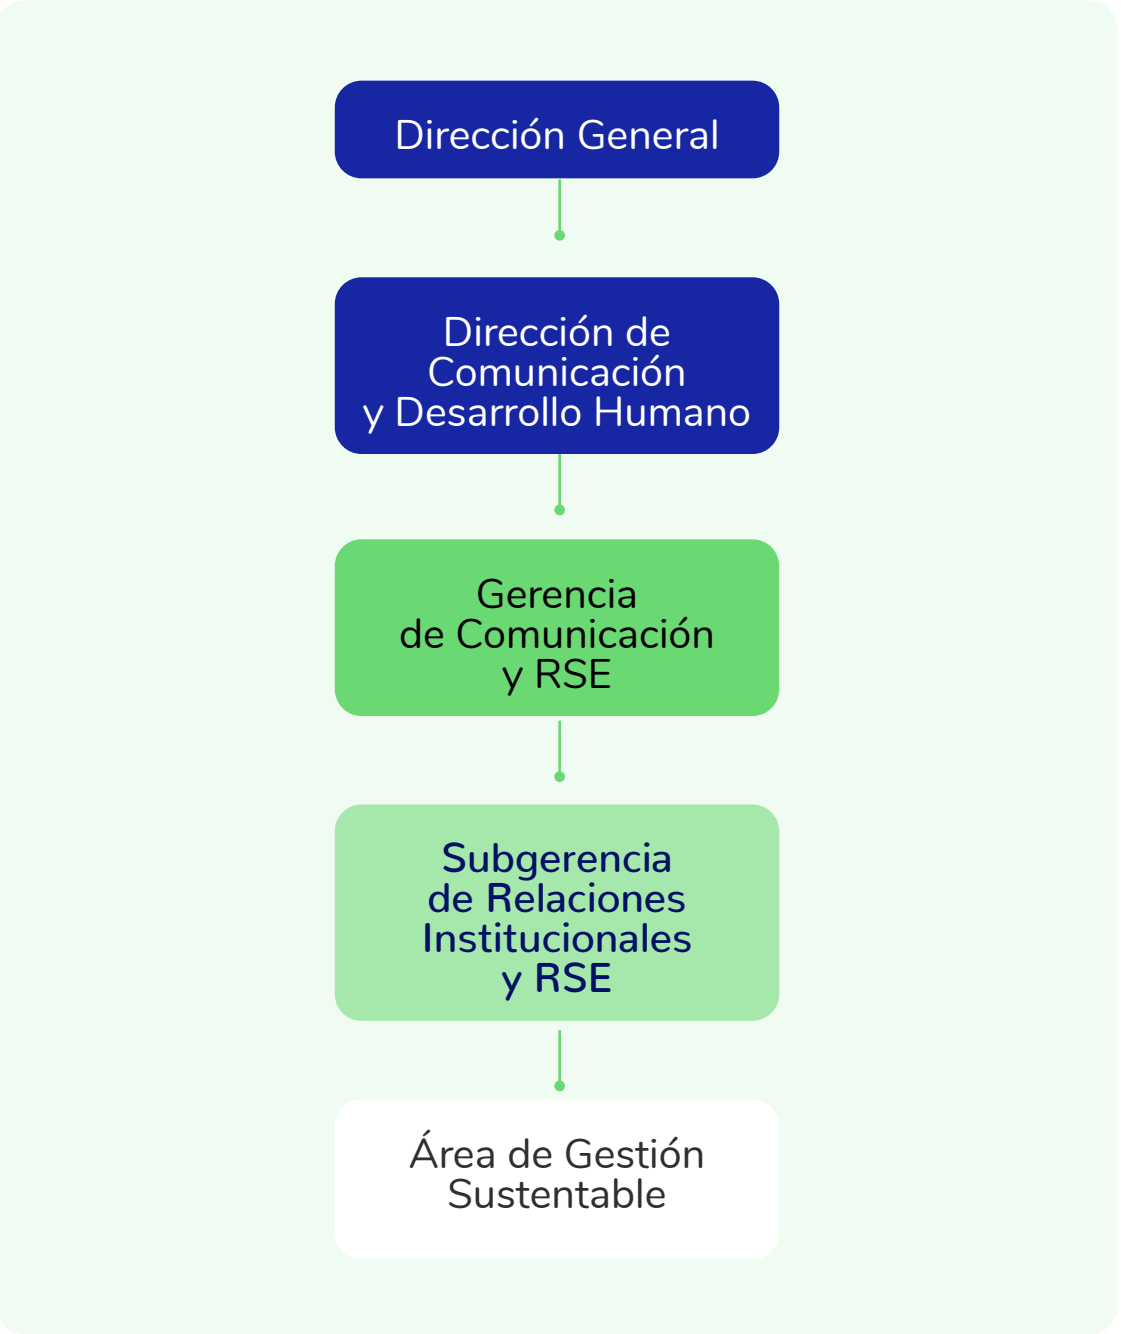 Dirección General
Dirección de
Comunicación
y Desarrollo Humano
Gerencia
de Comunicación
y RSE
Subgerencia
de Relaciones
Institucionales
y RSE
Área de Gestión
Sustentable